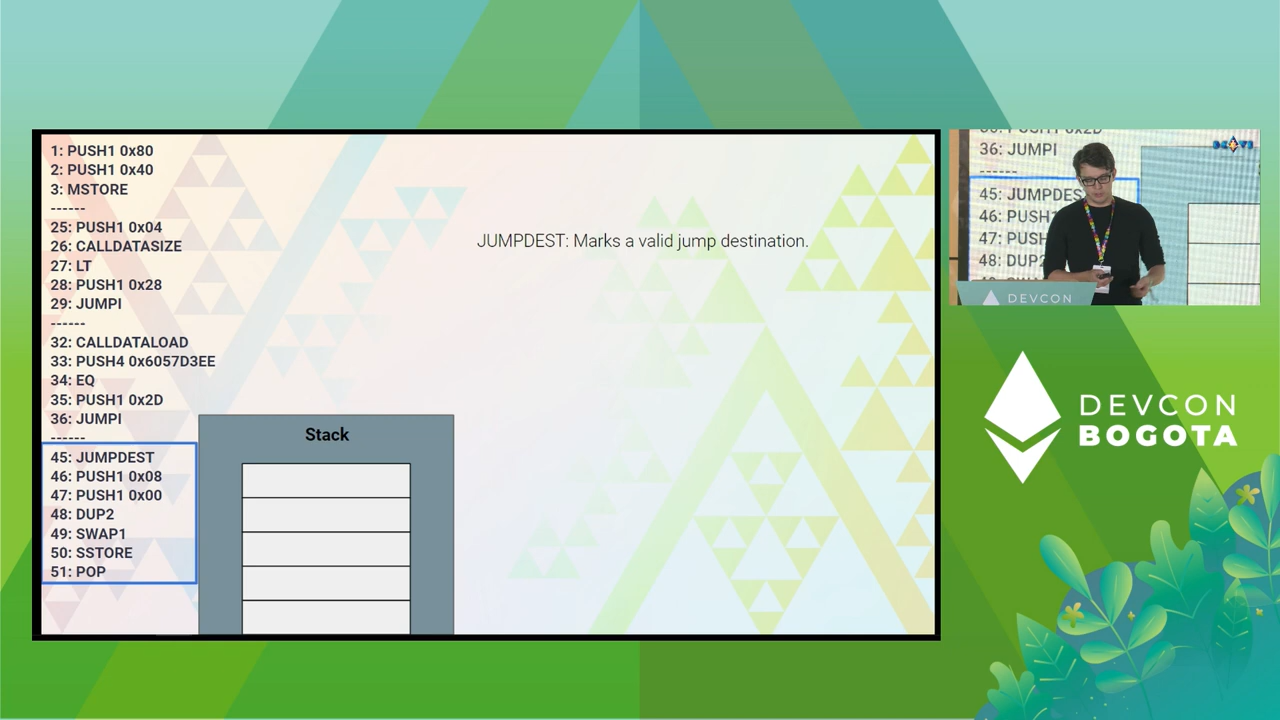 1: PUSH1 0x80
2: PUSH1 0x40
3: MSTORE
------
25: PUSH1 0x04
26: CALLDATASIZE
27: LT
28: PUSH1 0x28
29: JUMPI
------
32: CALLDATALOAD
33: PUSH4 0x6057D3EE
34: EQ
35: PUSH1 0x2D
36: JUMPI
------
45: JUMPDEST
46: PUSH1 0x08
47: PUSH1 0x00
48: DUP2
49: SWAP1
50: SSTORE
51: POP
Stack
JUMPDEST: Marks a valid jump destination.
36: JUMPI
------
45: JUMPDES
46: PUSH1
47: PUSH
48: DUP2
DEVCON
DEVCON
BOGOTA